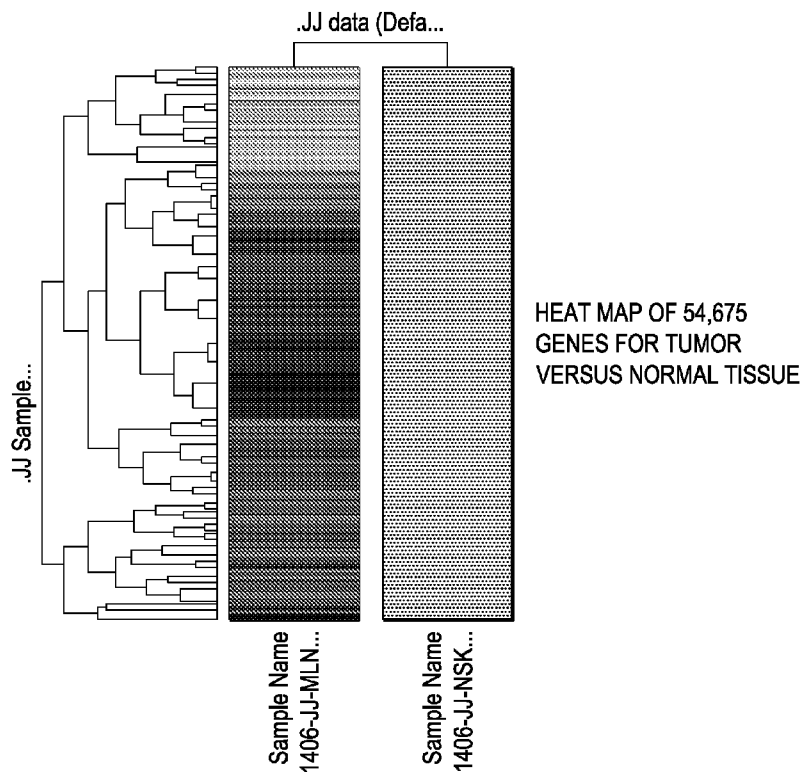 .JJ data (Defa...
.JJ Sample...
HEAT MAP OF 54,675
GENES FOR TUMOR
VERSUS NORMAL TISSUE
Sample Name
1406-JJ-MLN...
Sample Name
1406-JJ-NSK...